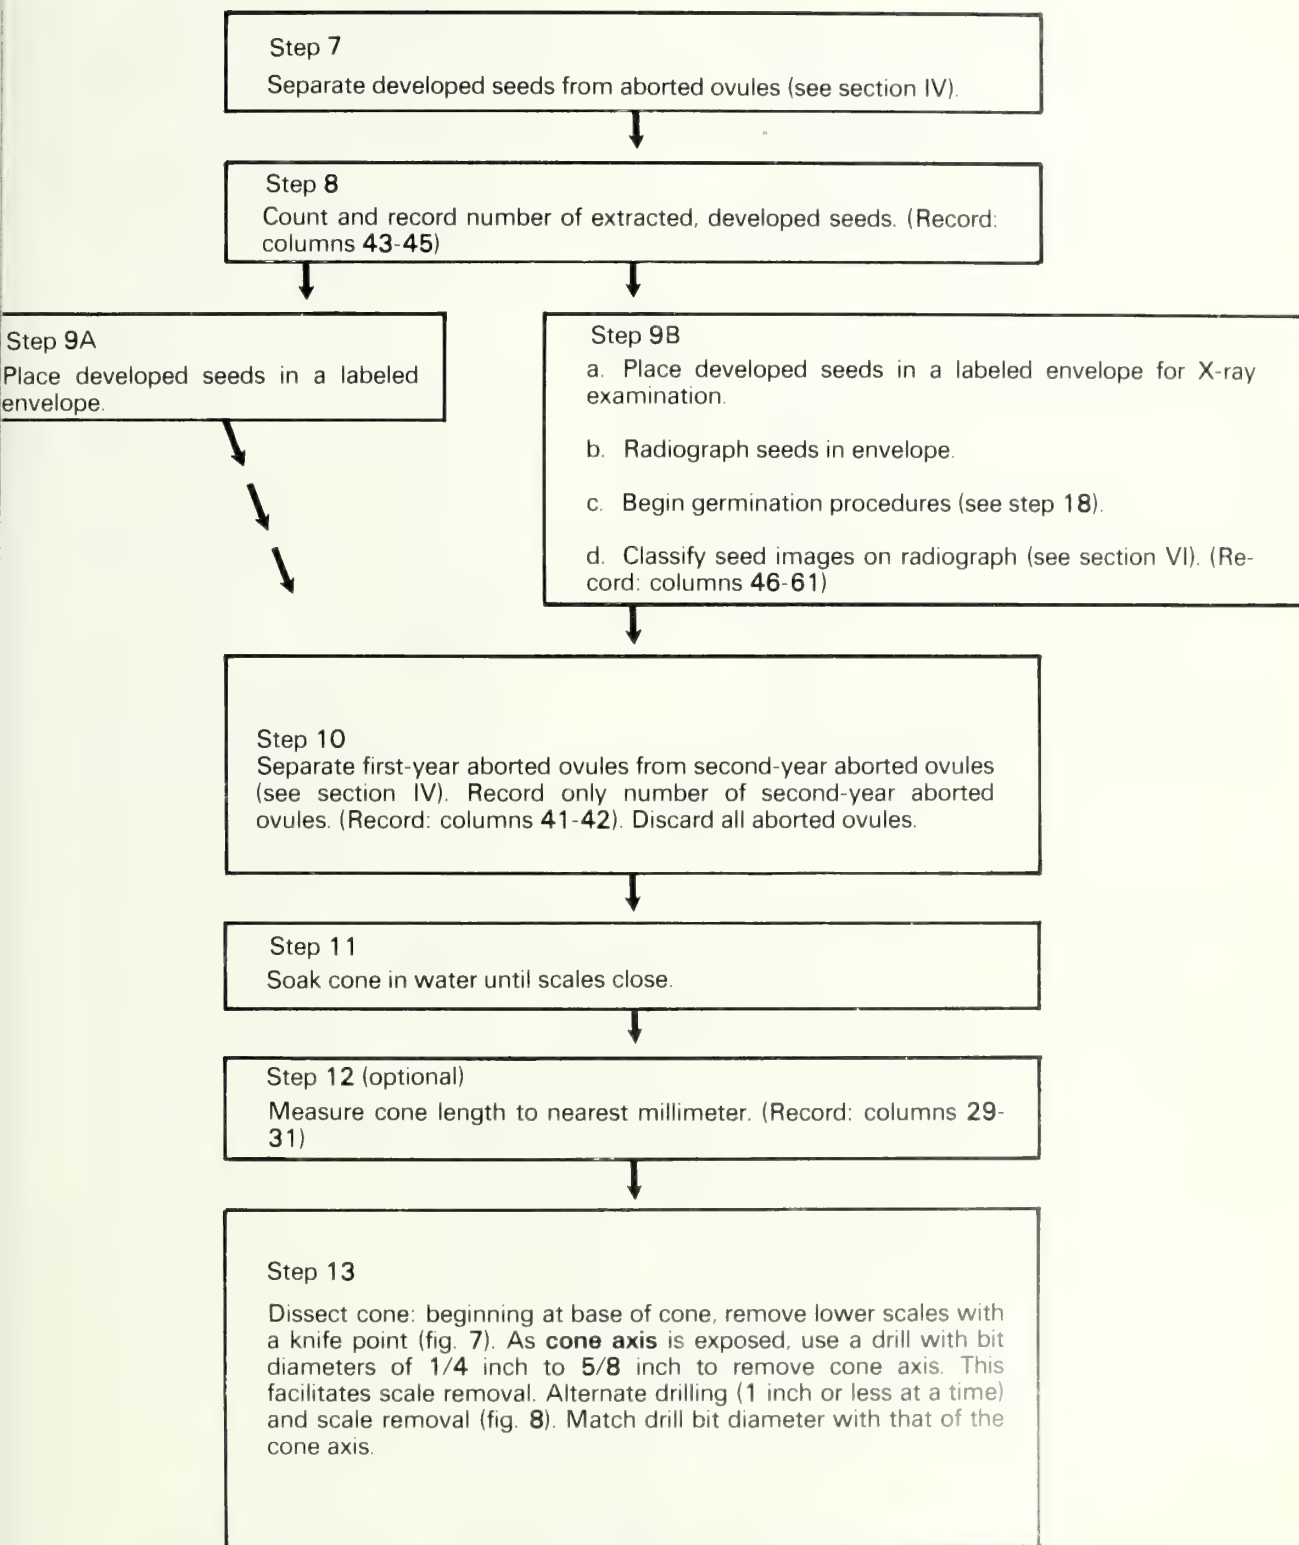 Step 7
Separate developed seeds from aborted ovules (see section IV).
Step 8
Count and record number of extracted, developed seeds. (Record:
columns 43-45)
Step 9A
Place developed seeds in a labeled
envelope.
Step 9B
a. Place developed seeds in a labeled envelope for X-ray
examination.
b. Radiograph seeds in envelope.
c. Begin germination procedures (see step 18).
d. Classify seed images on radiograph (see section VI). (Re-
cord: columns 46-61)
Step 10
Separate first-year aborted ovules from second-year aborted ovules
(see section IV). Record only number of second-year aborted
ovules. (Record: columns 41-42). Discard all aborted ovules.
Step 11
Soak cone in water until scales close.
Step 12 (optional)
Measure cone length to nearest millimeter. (Record: columns 29-
31)
Step 13
Dissect cone: beginning at base of cone, remove lower scales with
a knife point (fig. 7). As cone axis is exposed, use a drill with bit
diameters of 1/4 inch to 5/8 inch to remove cone axis. This
facilitates scale removal. Alternate drilling (1 inch or less at a time)
and scale removal (fig. 8). Match drill bit diameter with that of the
cone axis.